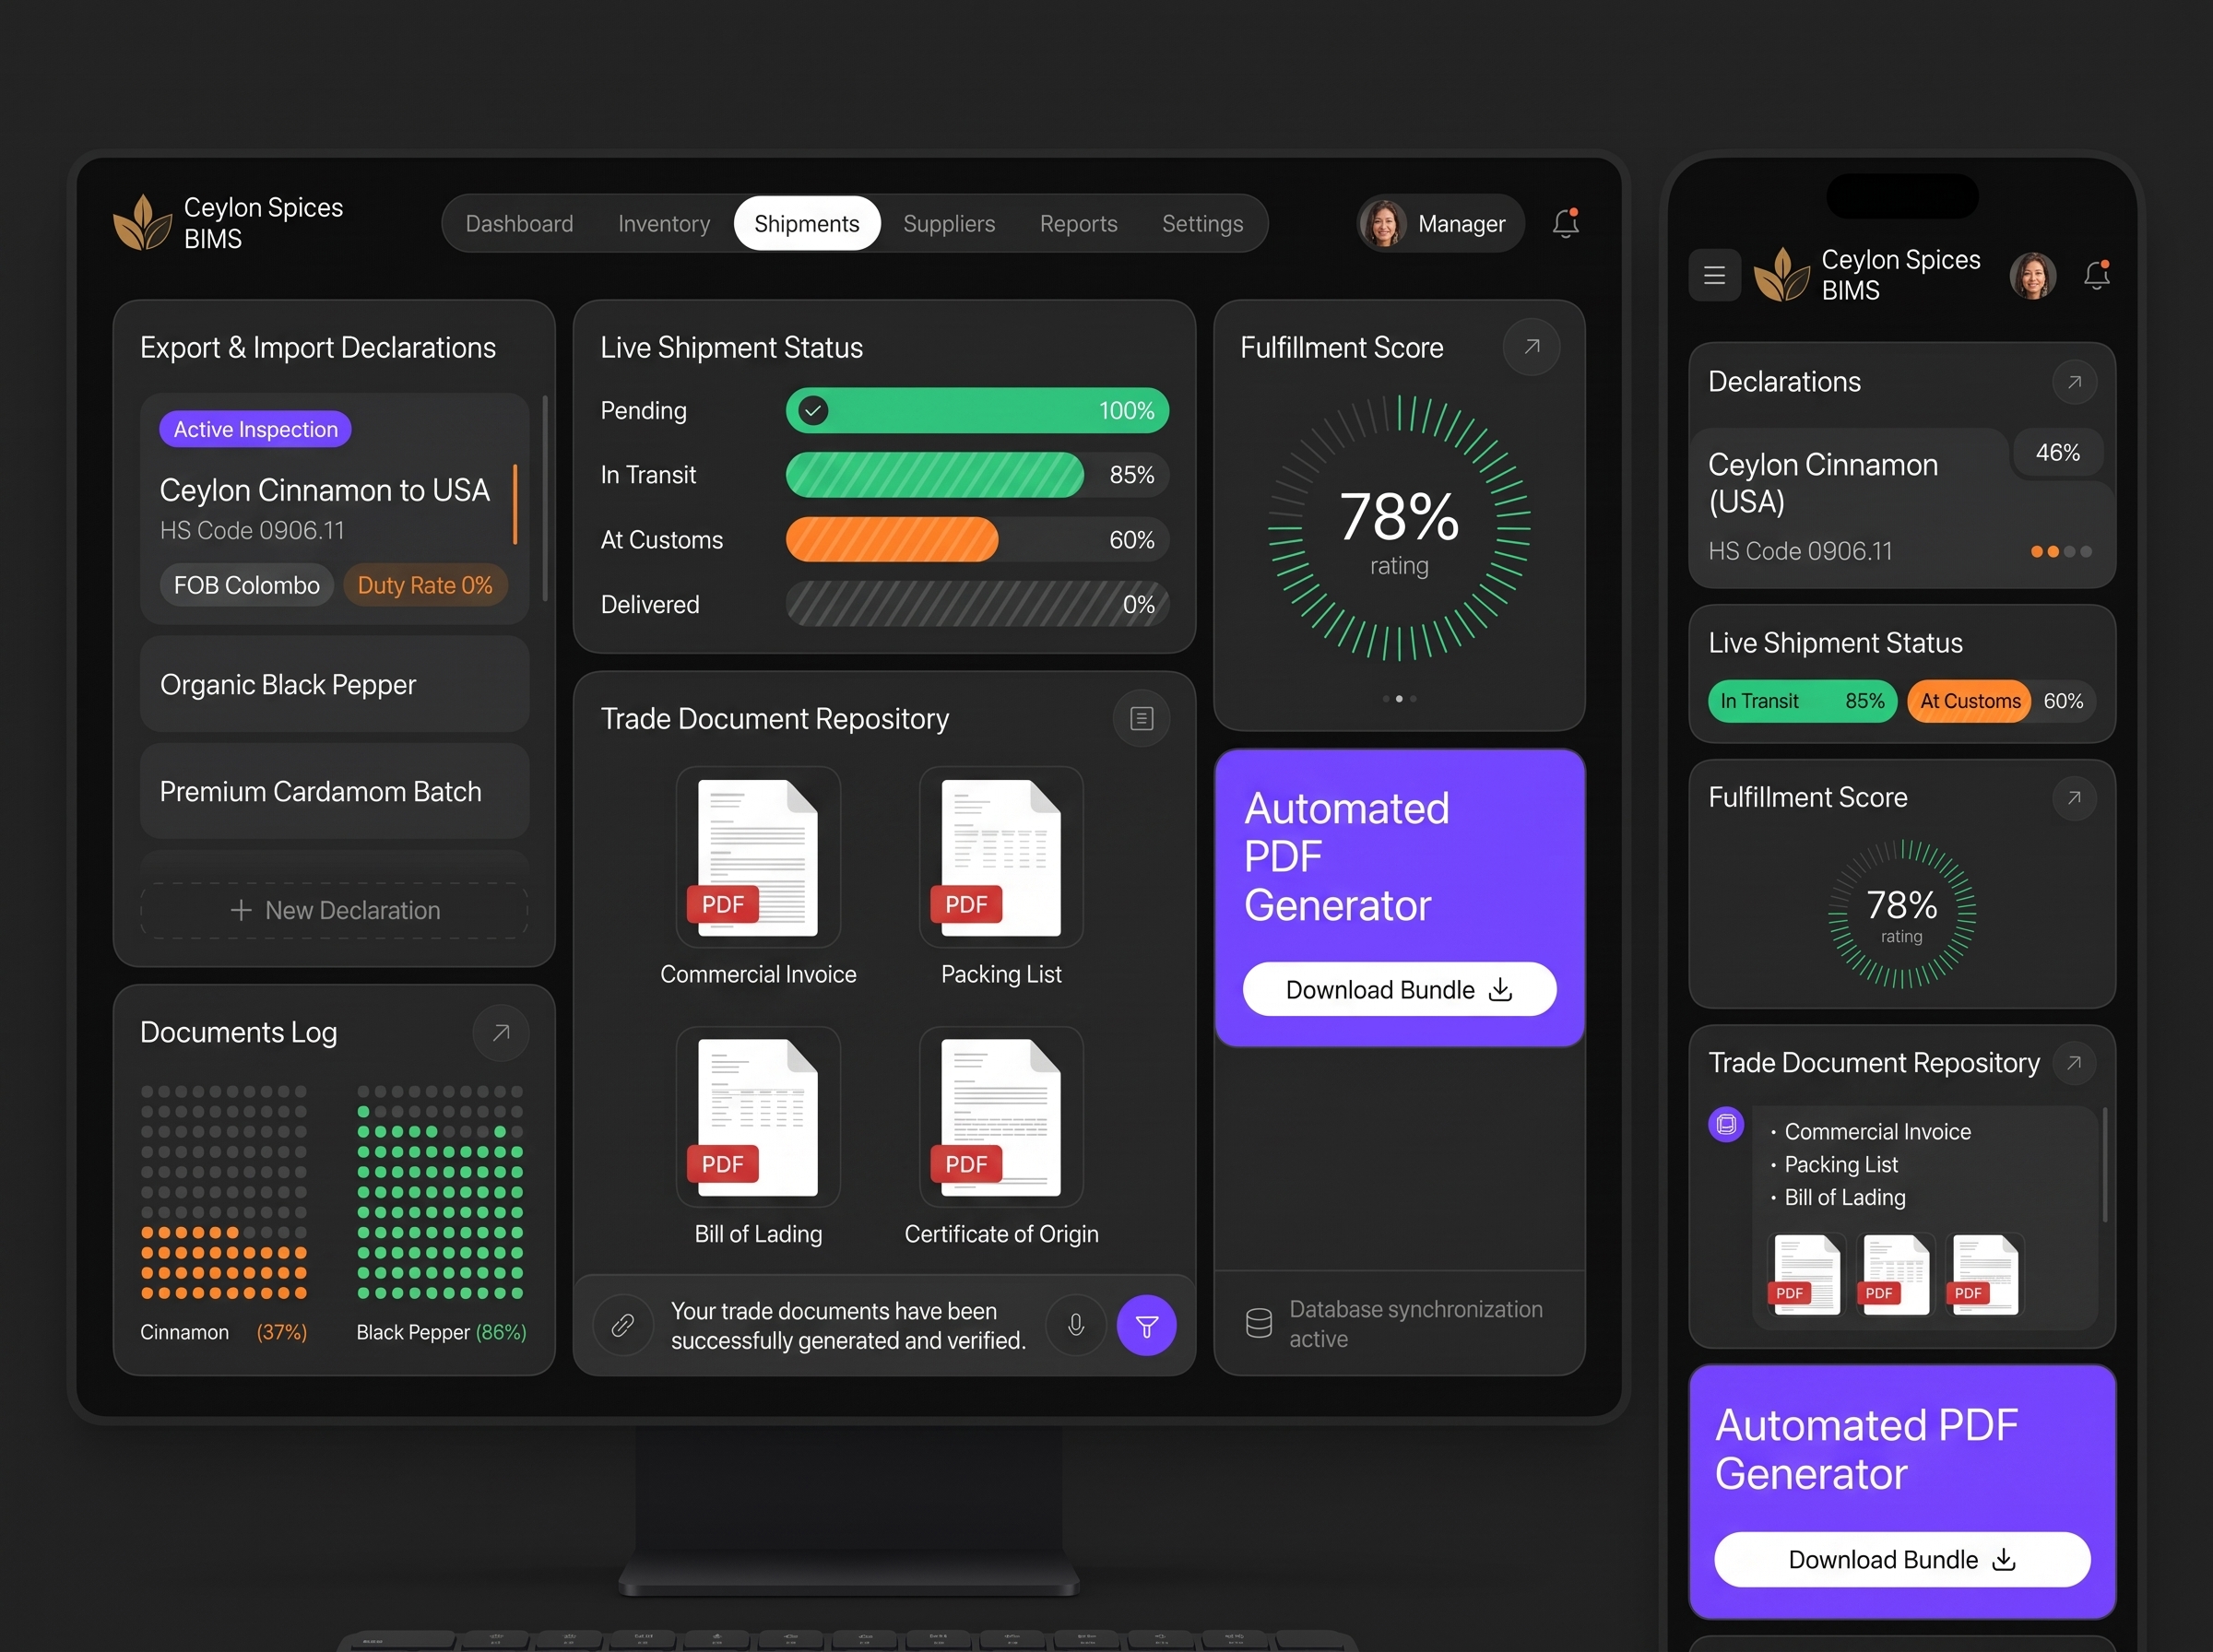 Ceylon Spices
BIMS
Dashboard
Inventory
Shipments
Suppliers
Reports
Settings
Manager
Export & Import Declarations
Active Inspection
Ceylon Cinnamon to USA
HS Code 0906.11
FOB Colombo
Duty Rate 0%
Organic Black Pepper
Premium Cardamom Batch
+ New Declaration
Documents Log
Cinnamon (37%)
Black Pepper (86%)
Live Shipment Status
Pending 100%
In Transit 85%
At Customs 60%
Delivered 0%
Trade Document Repository
PDF
Commercial Invoice
PDF
Packing List
PDF
Bill of Lading
PDF
Certificate of Origin
Your trade documents have been
successfully generated and verified.
Fulfillment Score
78%
rating
Automated
PDF
Generator
Download Bundle
Database synchronization
active
Ceylon Spices
BIMS
Declarations
46%
Ceylon Cinnamon
(USA)
HS Code 0906.11
Live Shipment Status
In Transit 85%
At Customs 60%
Fulfillment Score
78%
rating
Trade Document Repository
• Commercial Invoice
• Packing List
• Bill of Lading
PDF
PDF
PDF
Automated PDF
Generator
Download Bundle